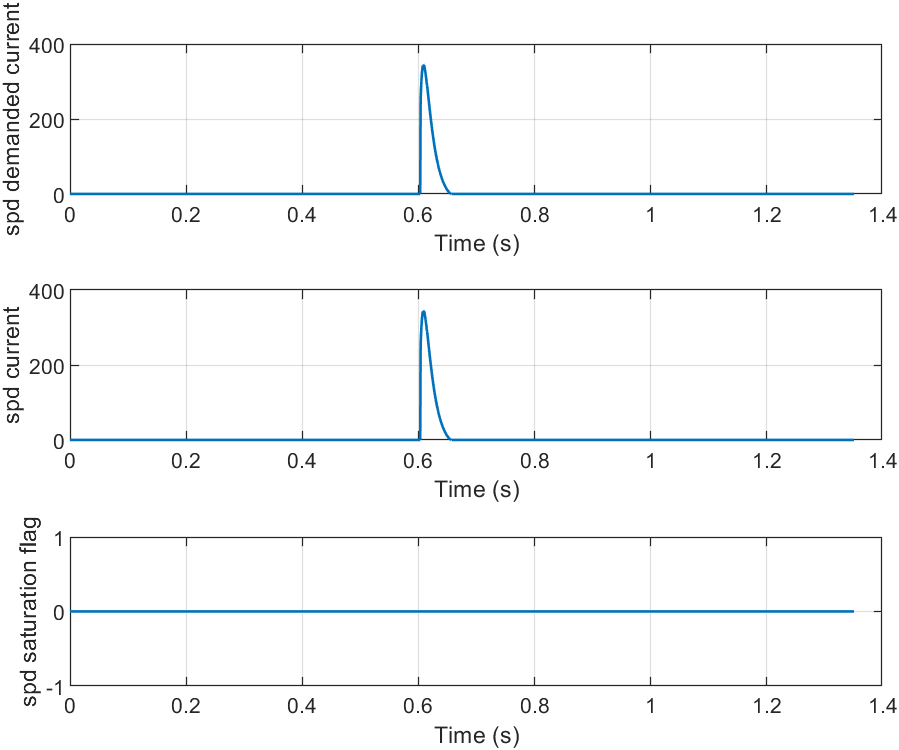 spd demanded current
400
200
0
0 0.2 0.4 0.6 0.8 1 1.2 1.4
Time (s)
spd current
400
200
0
0 0.2 0.4 0.6 0.8 1 1.2 1.4
Time (s)
spd saturation flag
1
0
-1
0 0.2 0.4 0.6 0.8 1 1.2 1.4
Time (s)